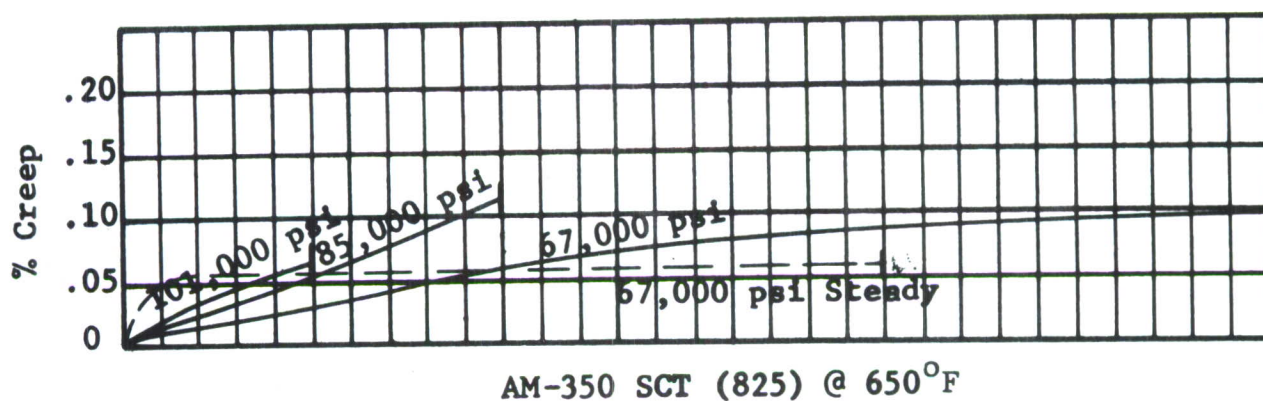 % Creep
.20
.15
.10
.05
0
101,000 psi
85,000 psi
67,000 psi
67,000 psi Steady
AM-350 SCT (825) @ 650°F